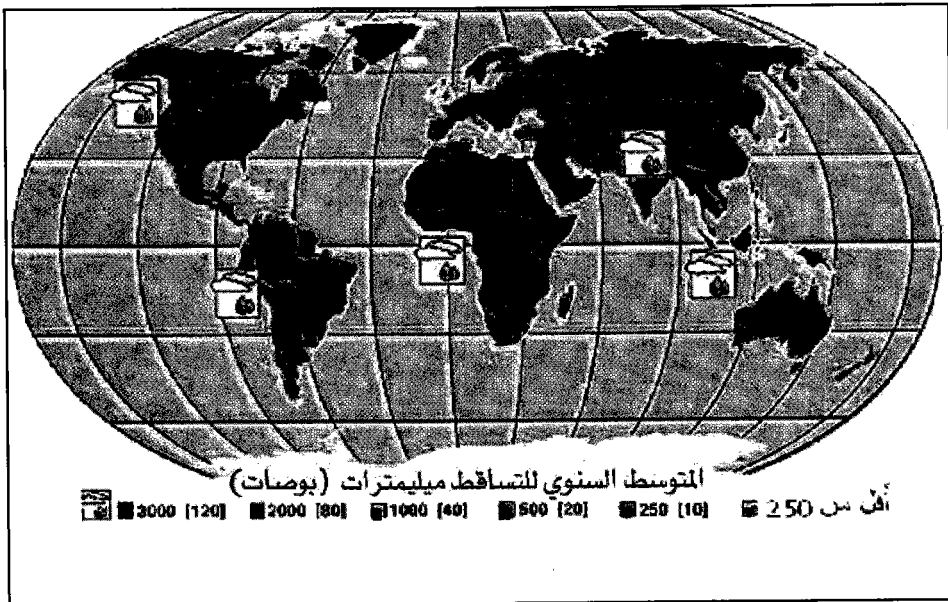 المتوسط السنوي للتساقط ميليمترات (بوصات)
3000 [120] 2000 [80] 1000 [40] 500 [20] 250 [10] أقل من 250